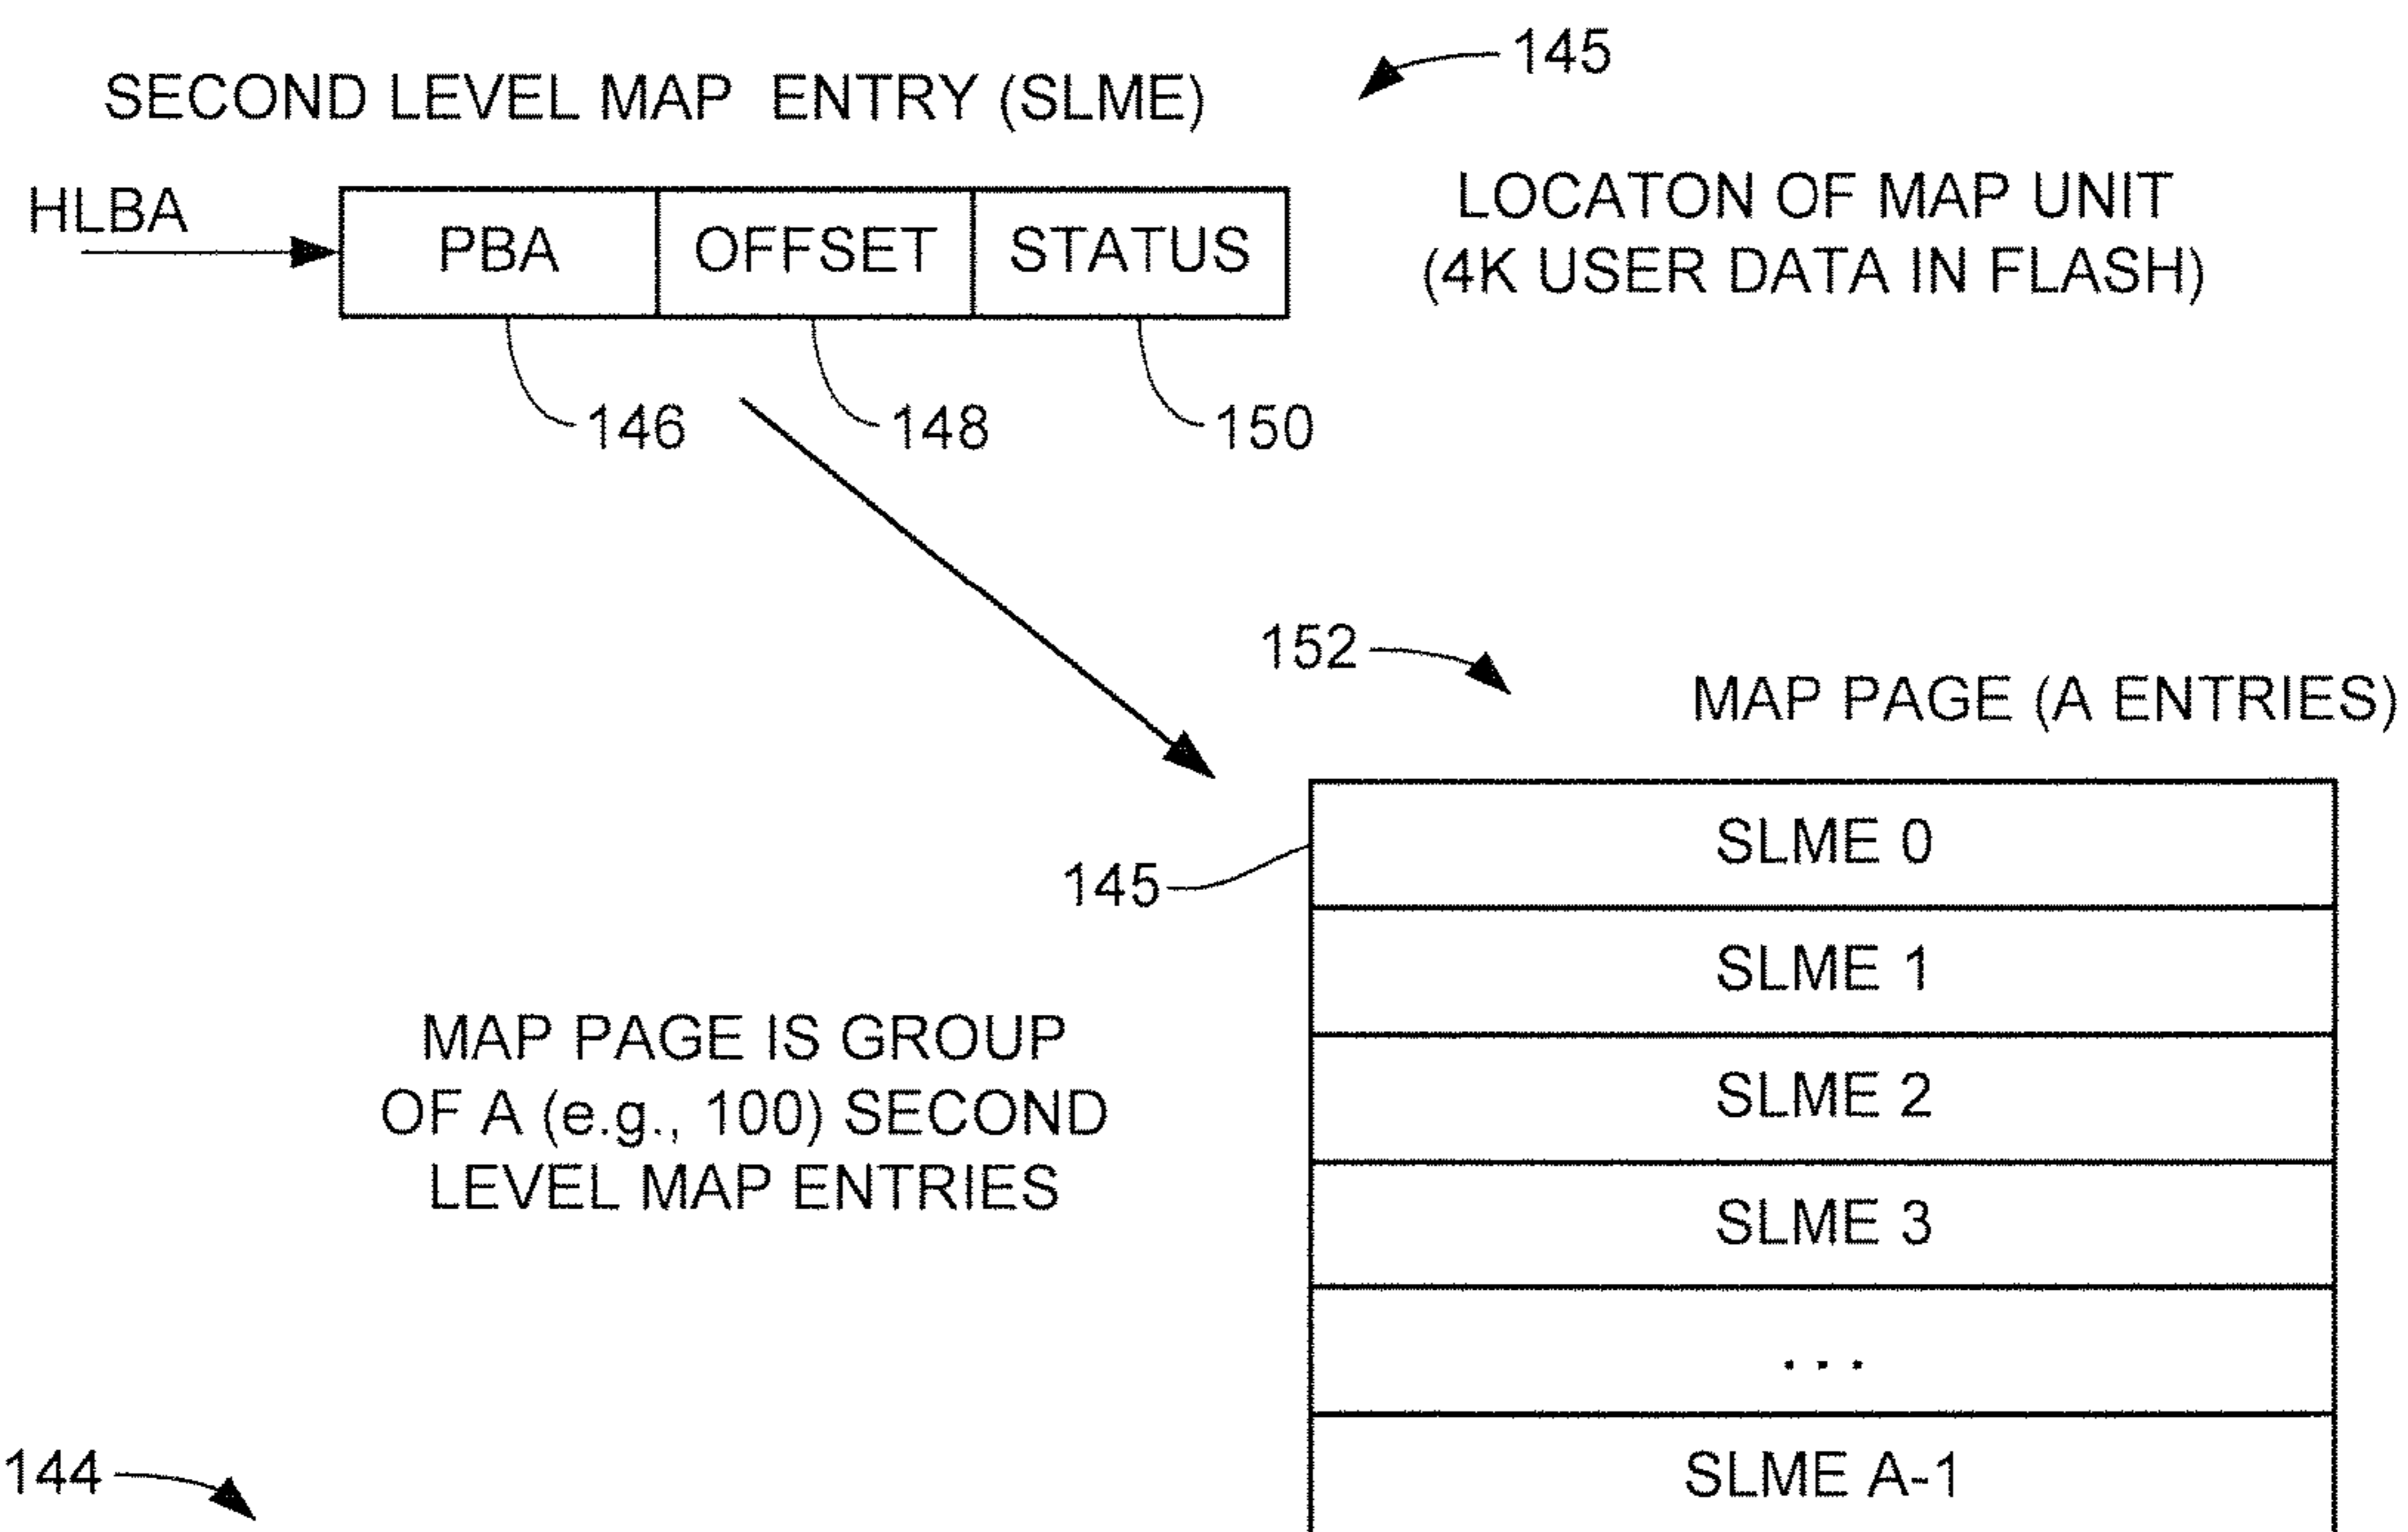 145
SECOND LEVEL MAP ENTRY (SLME)
HLBA
PBA
OFFSET
STATUS
LOCATON OF MAP UNIT
(4K USER DATA IN FLASH)
146
148
150
152
MAP PAGE (A ENTRIES)
SLME 0
145
SLME 1
MAP PAGE IS GROUP
OF A (e.g., 100) SECOND
LEVEL MAP ENTRIES
SLME 2
SLME 3
...
144
SLME A-1